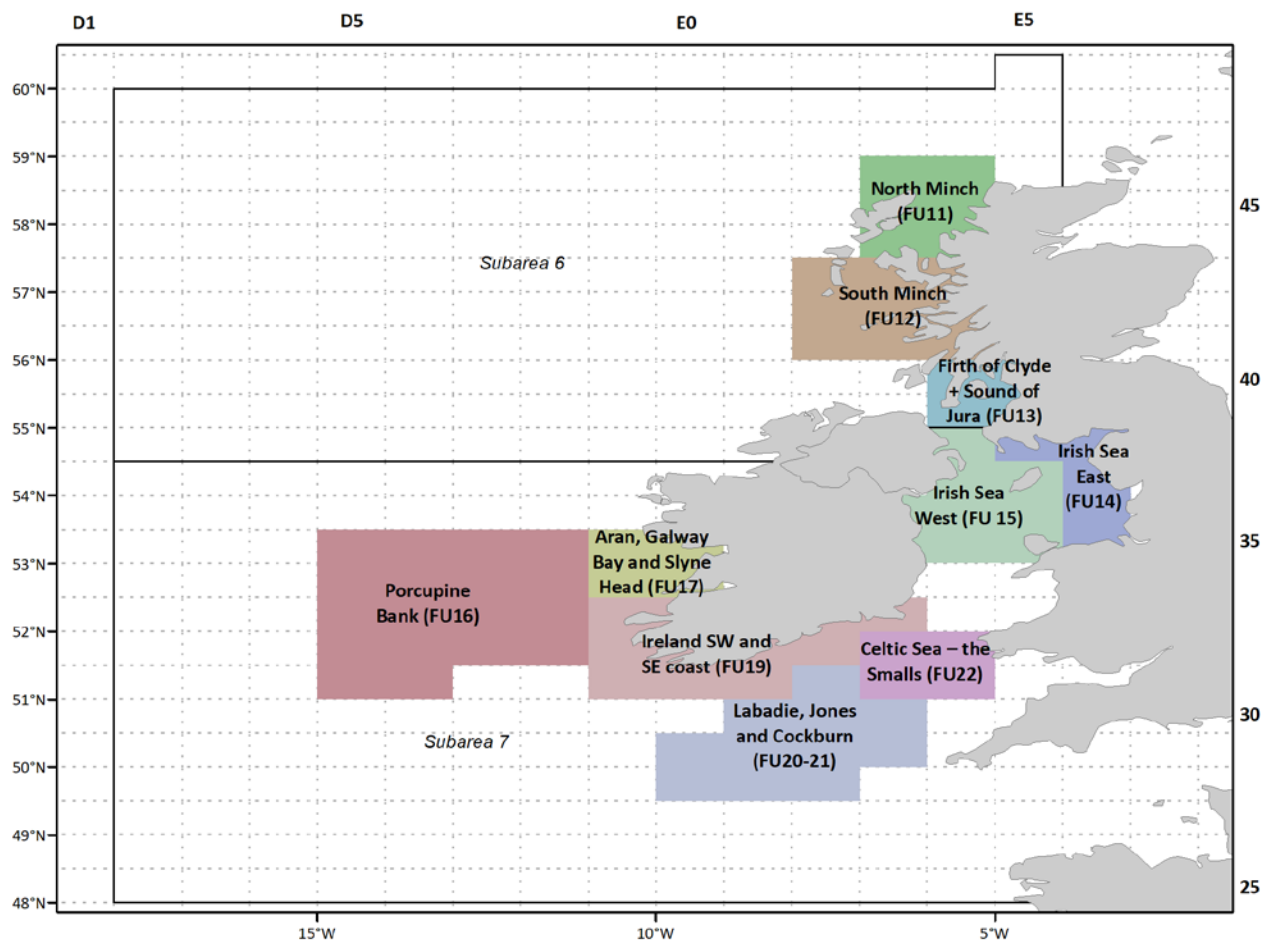 D1 D5 E0 E5
60°N
59°N
North Minch
(FU11)
45
58°N
Subarea 6
57°N
South Minch
(FU12)
56°N
Firth of Clyde
+ Sound of
Jura (FU13)
40
55°N
Irish Sea
East
(FU14)
54°N
Irish Sea
West (FU 15)
35
53°N
Aran, Galway
Bay and Slyne
Head (FU17)
Porcupine
Bank (FU16)
52°N
Ireland SW and
SE coast (FU19)
Celtic Sea – the
Smalls (FU22)
51°N
30
Labadie, Jones
and Cockburn
(FU20-21)
Subarea 7
50°N
49°N
25
48°N
15°W 10°W 5°W